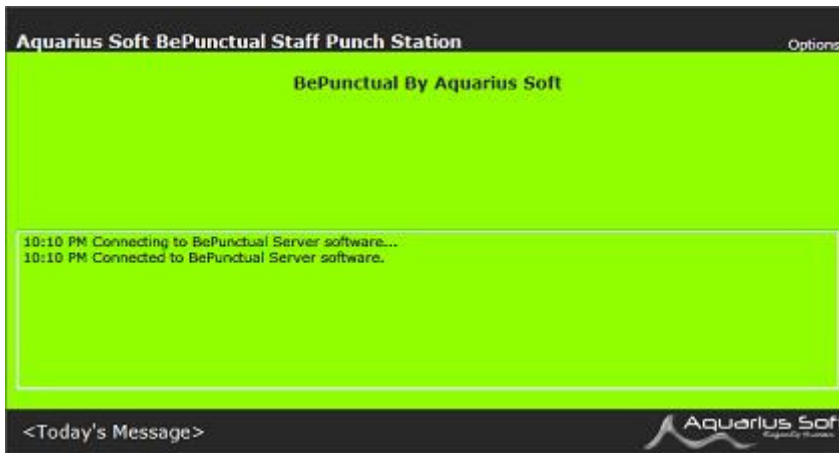 Aquarius Soft BePunctual Staff Punch Station
Options
BePunctual By Aquarius Soft
10:10 PM Connecting to BePunctual Server software...
10:10 PM Connected to BePunctual Server software.
<Today's Message>
Aquarius Sof